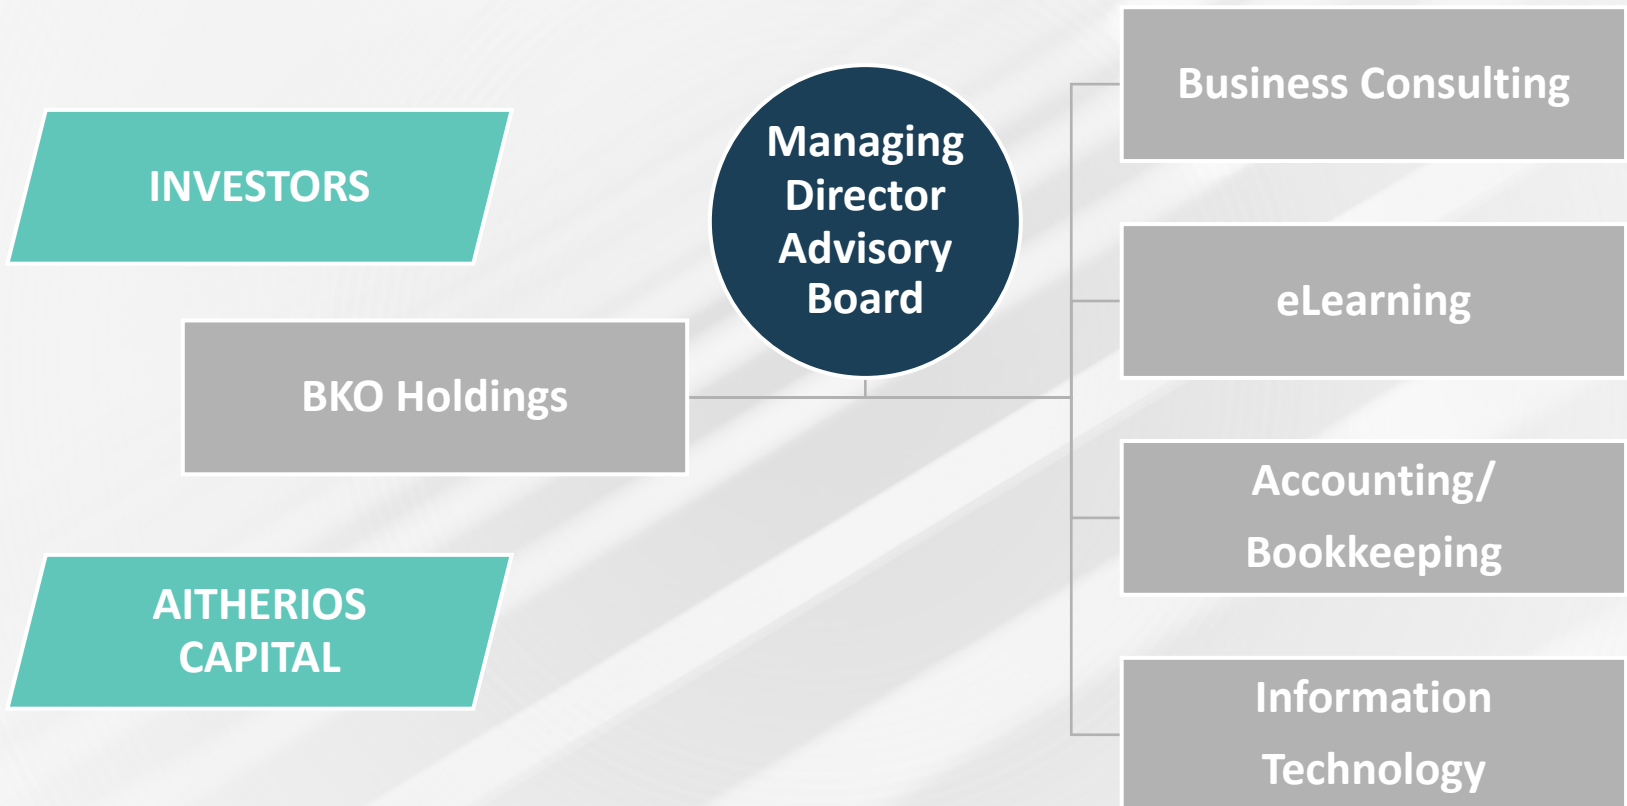 INVESTORS
BKO Holdings
AITHERIOS
CAPITAL
Managing
Director
Advisory
Board
Business Consulting
eLearning
Accounting/
Bookkeeping
Information
Technology